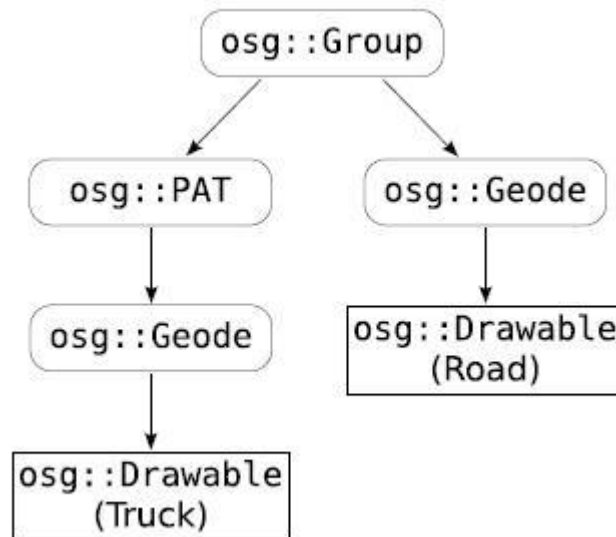 osg::Group
osg::PAT
osg::Geode
osg::Geode
osg::Drawable
(Road)
osg::Drawable
(Truck)